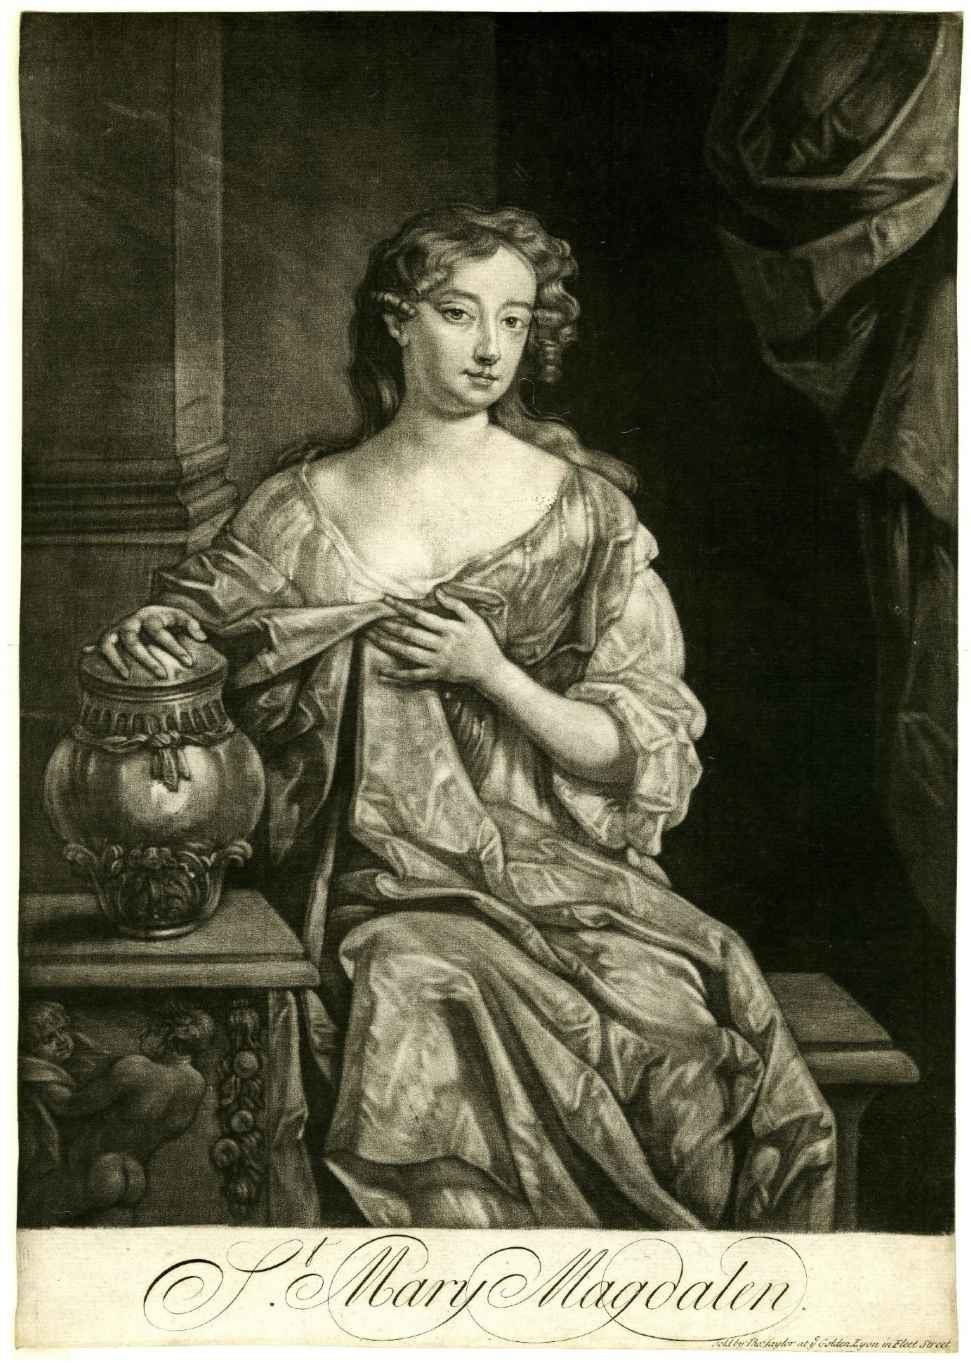 St. Mary Magdalen.
Sold by Tho: Taylor at ye Golden Lyon in Fleet Street